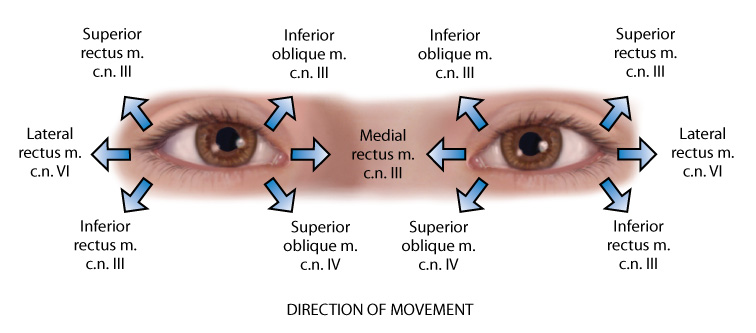 Superior
rectus m.
c.n. III
Inferior
oblique m.
c.n. III
Inferior
oblique m.
c.n. III
Superior
rectus m.
c.n. III
Lateral
rectus m.
c.n. VI
Medial
rectus m.
c.n. III
Lateral
rectus m.
c.n. VI
Inferior
rectus m.
c.n. III
Superior
oblique m.
c.n. IV
Superior
oblique m.
c.n. IV
Inferior
rectus m.
c.n. III
DIRECTION OF MOVEMENT